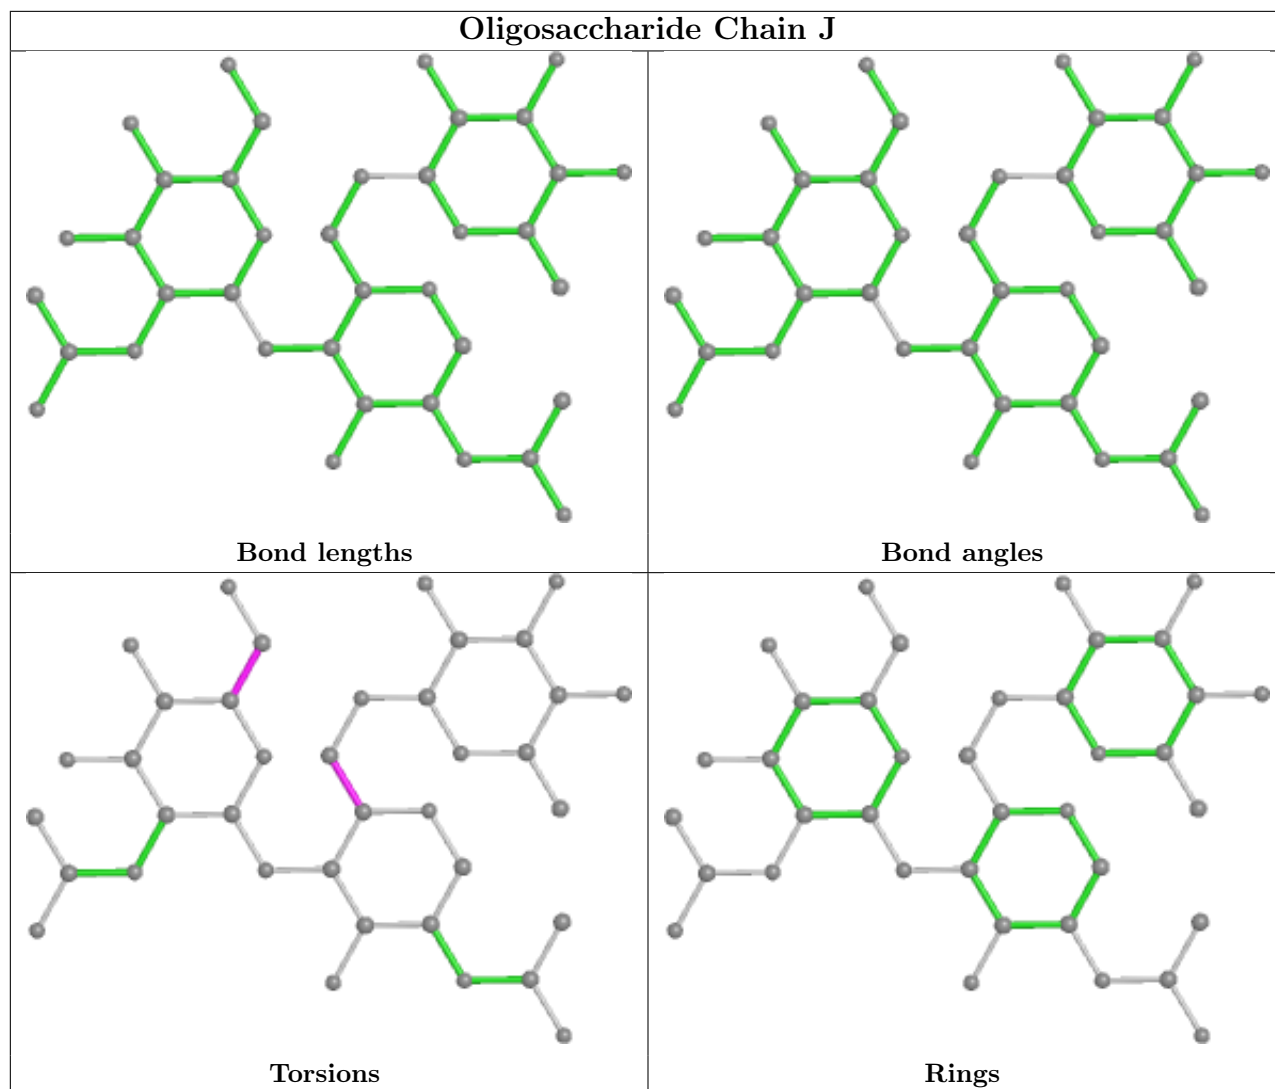 Oligosaccharide Chain J
Bond lengths
Bond angles
Torsions
Rings